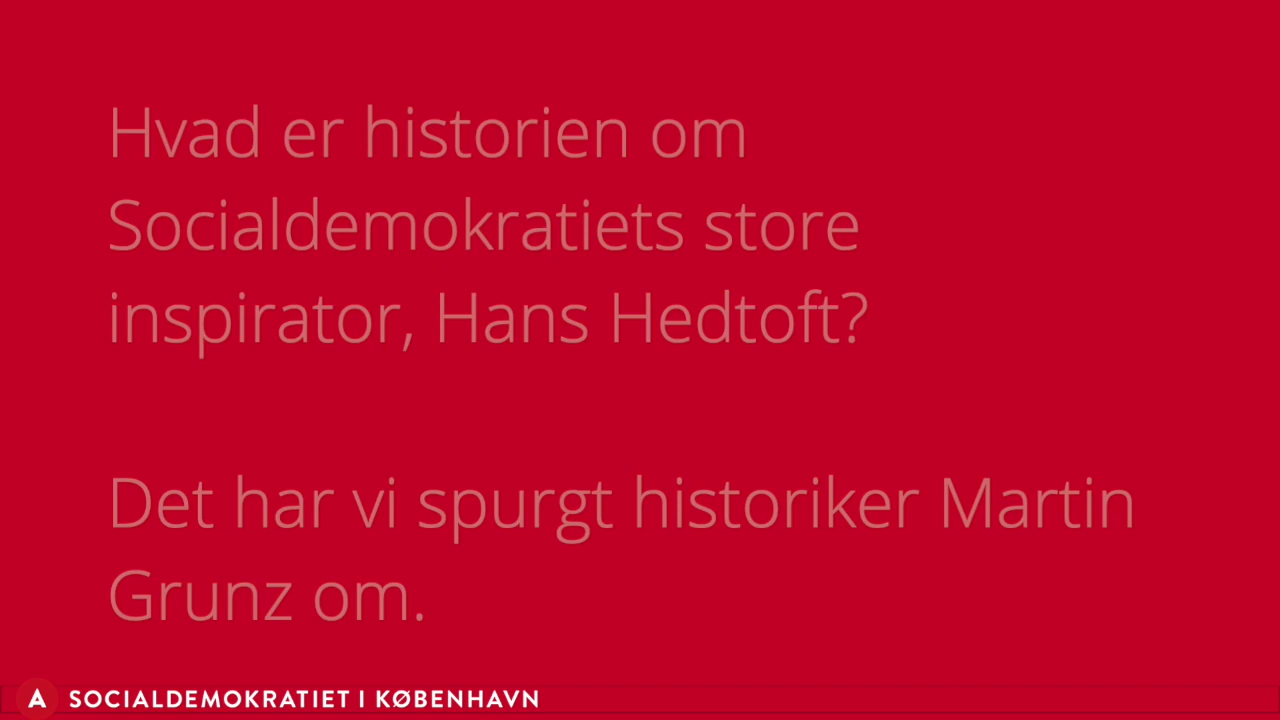 Hvad er historien om
Socialdemokratiets store
inspirator, Hans Hedtoft?
Det har vi spurgt historiker Martin
Grunz om.
A SOCIALDEMOKRATIET I KØBENHAVN